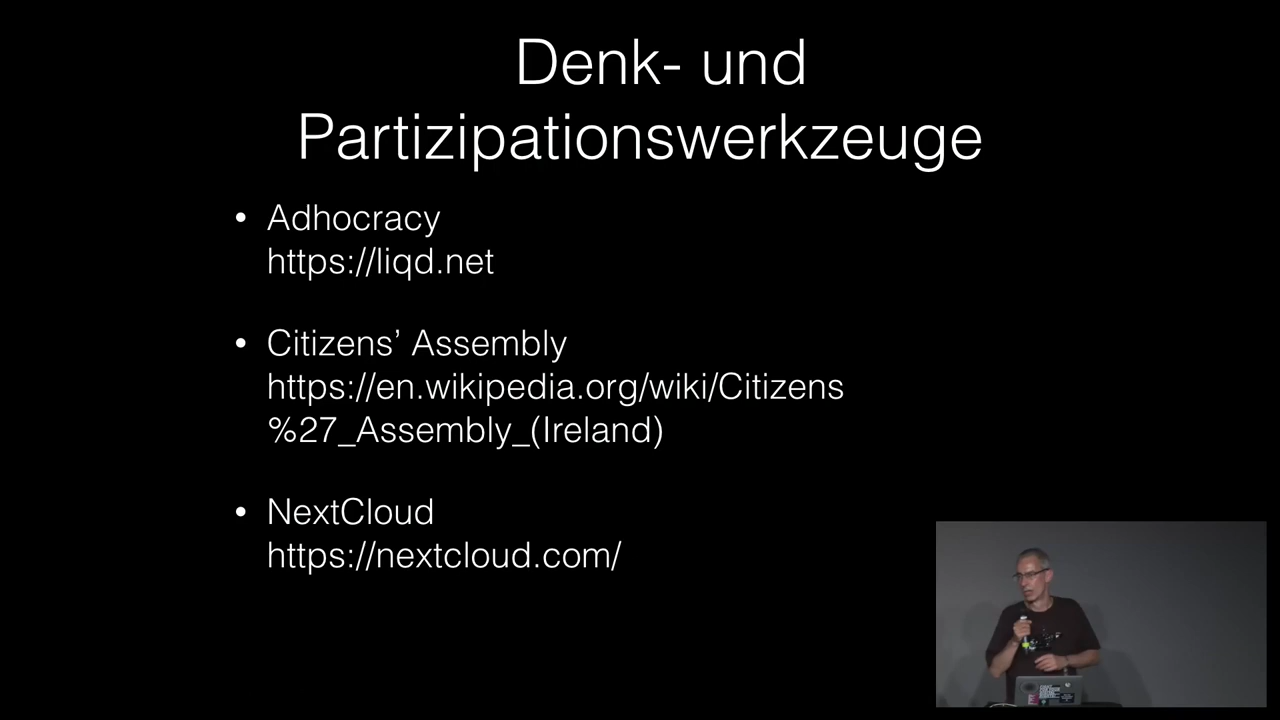 Denk- und
Partizipationswerkzeuge
• Adhocracy
https://liqd.net
• Citizens’ Assembly
https://en.wikipedia.org/wiki/Citizens
%27_Assembly_(Ireland)
• NextCloud
https://nextcloud.com/